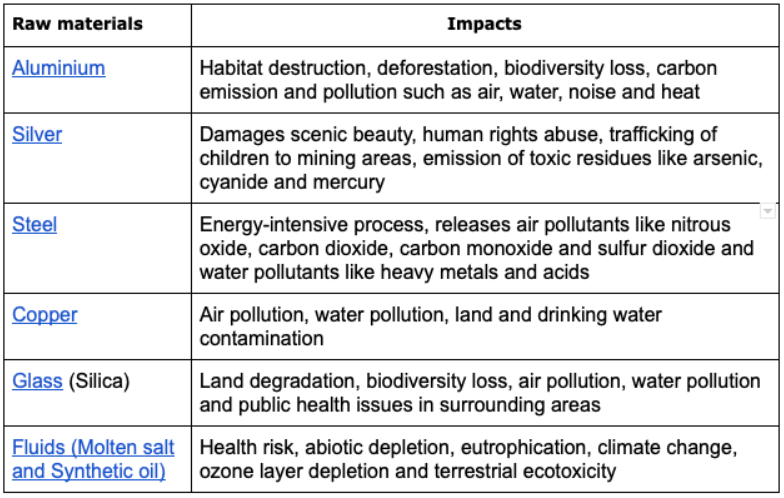 Raw materials Impacts
Aluminium Habitat destruction, deforestation, biodiversity loss, carbon
emission and pollution such as air, water, noise and heat
Silver Damages scenic beauty, human rights abuse, trafficking of
children to mining areas, emission of toxic residues like arsenic,
cyanide and mercury
Steel Energy-intensive process, releases air pollutants like nitrous
oxide, carbon dioxide, carbon monoxide and sulfur dioxide and
water pollutants like heavy metals and acids
Copper Air pollution, water pollution, land and drinking water
contamination
Glass (Silica) Land degradation, biodiversity loss, air pollution, water pollution
and public health issues in surrounding areas
Fluids (Molten salt
and Synthetic oil)
Health risk, abiotic depletion, eutrophication, climate change,
ozone layer depletion and terrestrial ecotoxicity